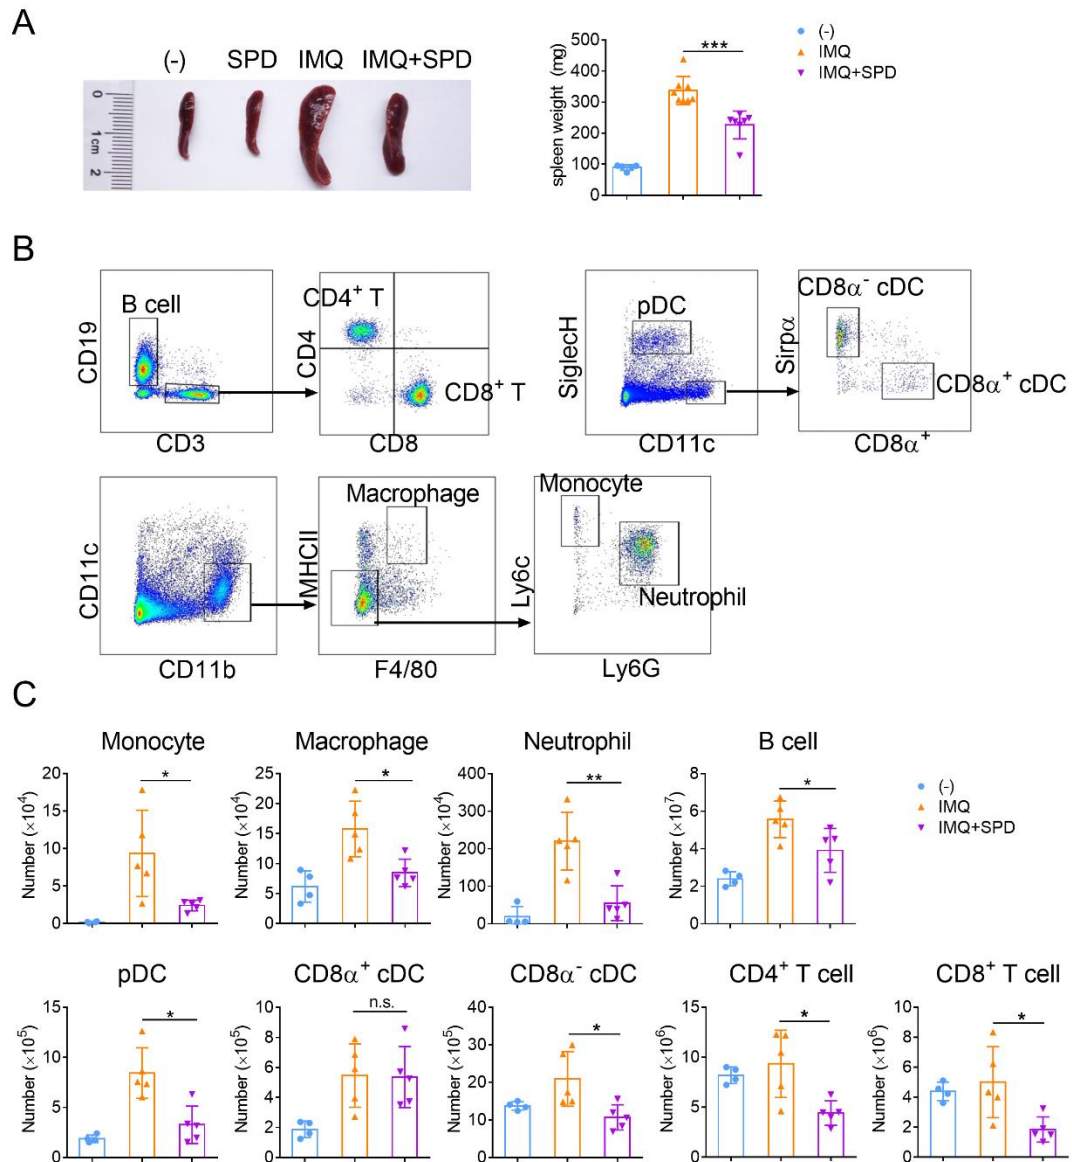 A
(-) SPD IMQ IMQ+SPD
0
1cm
2
spleen weight (mg)
500
400
300
200
100
0
***
(-)
IMQ
IMQ+SPD
B
CD19
B cell
CD3
CD4
CD4⁺ T
CD8⁺ T
CD8
SiglecH
pDC
CD11c
Sirpα
CD8α⁻ cDC
CD8α⁺ cDC
CD8α⁺
CD11c
CD11b
MHCII
Macrophage
F4/80
Ly6c
Monocyte
Neutrophil
Ly6G
C
Monocyte
Number (×10⁴)
20
15
10
5
0
*
Macrophage
Number (×10⁴)
25
20
15
10
5
0
*
Neutrophil
Number (×10⁴)
400
300
200
100
0
**
B cell
Number (×10⁷)
8
6
4
2
0
*
(-)
IMQ
IMQ+SPD
pDC
Number (×10⁵)
15
10
5
0
*
CD8α⁺ cDC
Number (×10⁵)
10
8
6
4
2
0
n.s.
CD8α⁻ cDC
Number (×10⁵)
40
30
20
10
0
*
CD4⁺ T cell
Number (×10⁶)
15
10
5
0
*
CD8⁺ T cell
Number (×10⁶)
10
8
6
4
2
0
*